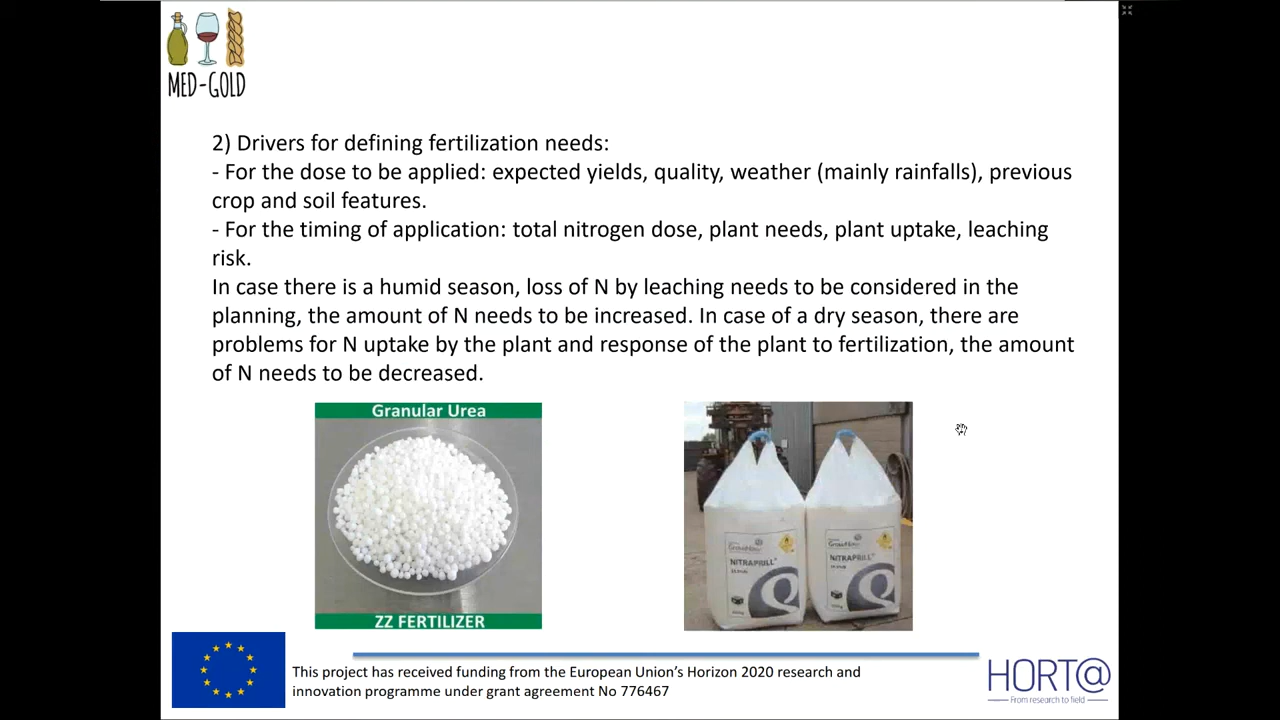 MED-GOLD
2) Drivers for defining fertilization needs:
- For the dose to be applied: expected yields, quality, weather (mainly rainfalls), previous
crop and soil features.
- For the timing of application: total nitrogen dose, plant needs, plant uptake, leaching
risk.
In case there is a humid season, loss of N by leaching needs to be considered in the
planning, the amount of N needs to be increased. In case of a dry season, there are
problems for N uptake by the plant and response of the plant to fertilization, the amount
of N needs to be decreased.
Granular Urea
ZZ FERTILIZER
GrowHow
NITRAPRILL
GrowHow
NITRAPRILL
This project has received funding from the European Union's Horizon 2020 research and
innovation programme under grant agreement No 776467
HORT@
From research to field